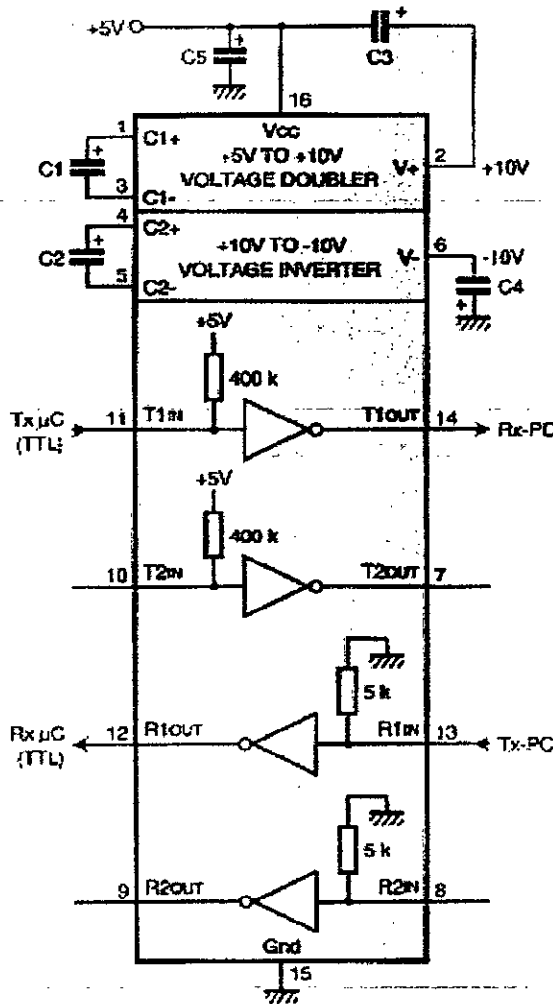 +5V
C5
+
C3
+
16
1
C1+
Vcc
+5V TO +10V
VOLTAGE DOUBLER
V+
2
+10V
C1
+
3
C1-
4
C2+
+10V TO -10V
VOLTAGE INVERTER
V-
6
-10V
C2
+
5
C2-
C4
+
+5V
400 k
Tx µC
(TTL)
11
T1IN
T1OUT
14
Rx-PC
+5V
400 k
10
T2IN
T2OUT
7
5 k
Rx µC
(TTL)
12
R1OUT
R1IN
13
Tx-PC
5 k
9
R2OUT
R2IN
8
Gnd
15